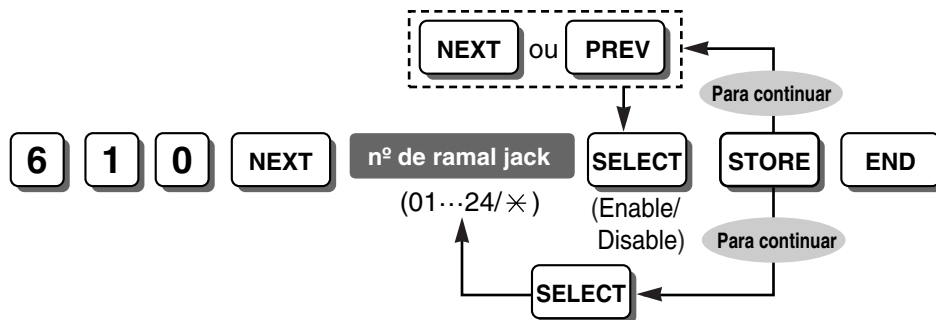 NEXT ou PREV
Para continuar
6 1 0 NEXT nº de ramal jack SELECT STORE END
(01···24/✳) (Enable/
Disable)
Para continuar
SELECT